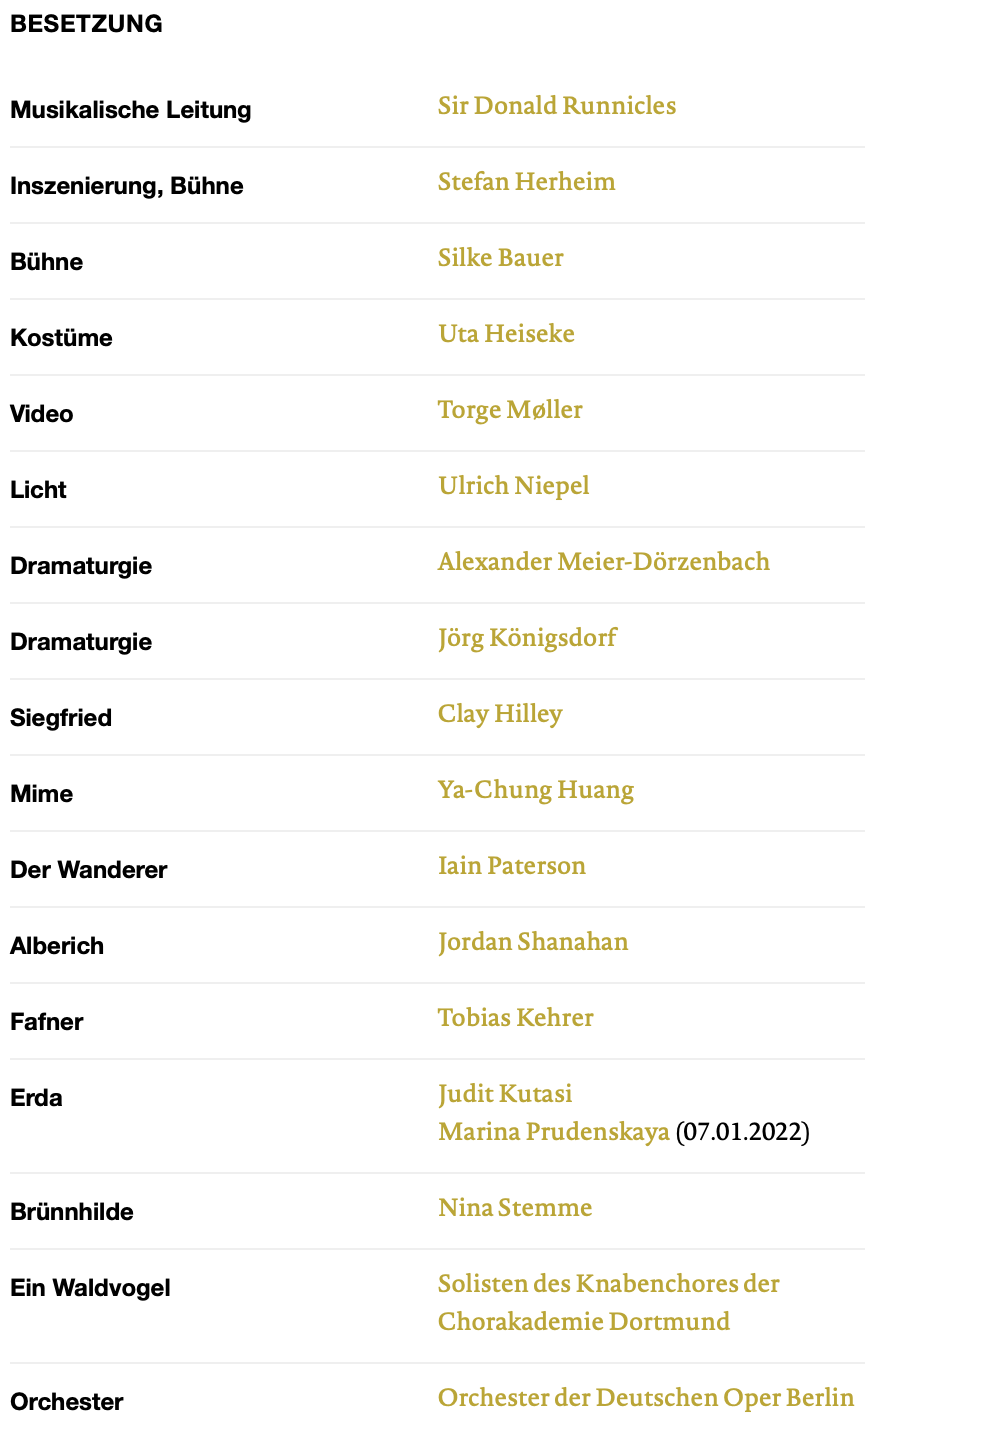 BESETZUNG
Musikalische Leitung Sir Donald Runnicles
Inszenierung, Bühne Stefan Herheim
Bühne Silke Bauer
Kostüme Uta Heiseke
Video Torge Møller
Licht Ulrich Niepel
Dramaturgie Alexander Meier-Dörzenbach
Dramaturgie Jörg Königsdorf
Siegfried Clay Hilley
Mime Ya-Chung Huang
Der Wanderer Iain Paterson
Alberich Jordan Shanahan
Fafner Tobias Kehrer
Erda Judit Kutasi
Marina Prudenskaya (07.01.2022)
Brünnhilde Nina Stemme
Ein Waldvogel Solisten des Knabenchores der
Chorakademie Dortmund
Orchester Orchester der Deutschen Oper Berlin